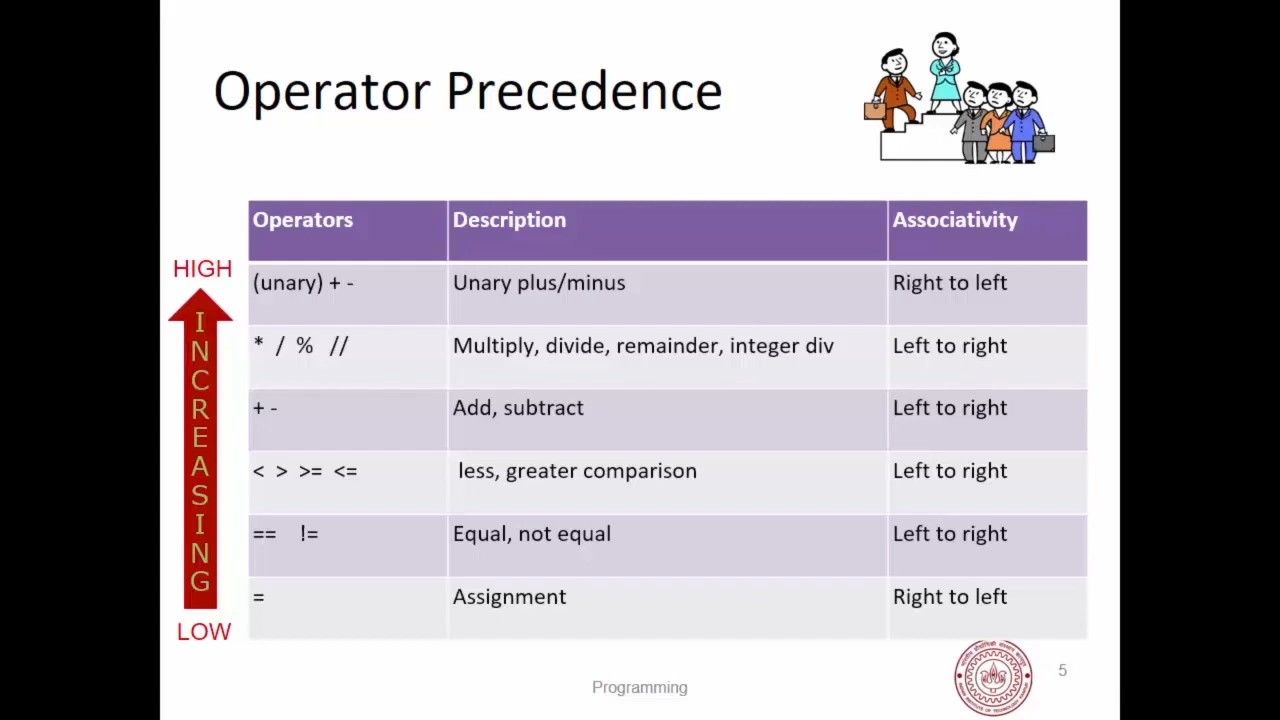 Operator Precedence
Operators Description Associativity
HIGH
(unary) + - Unary plus/minus Right to left
* / % // Multiply, divide, remainder, integer div Left to right
+ - Add, subtract Left to right
< > >= <= less, greater comparison Left to right
== != Equal, not equal Left to right
= Assignment Right to left
INCREASING
LOW
Programming
5